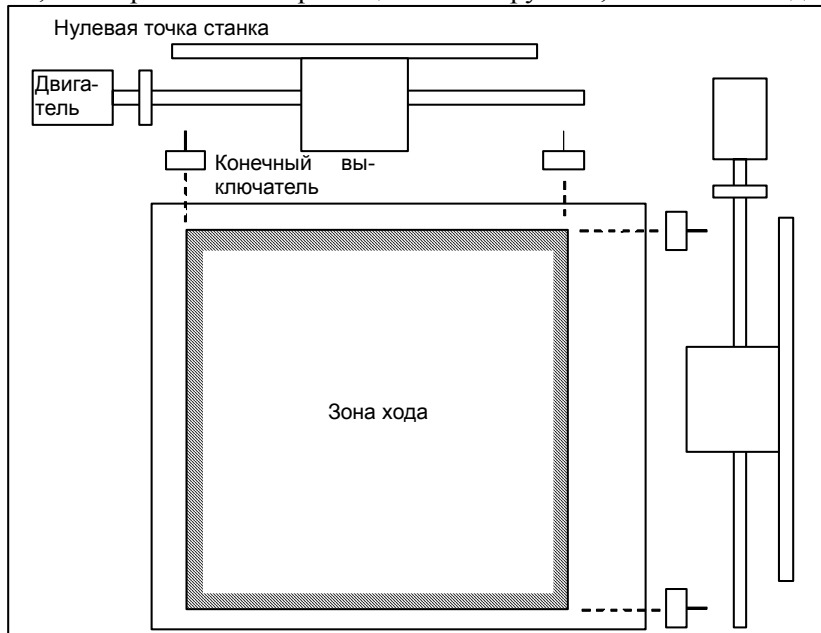 Нулевая точка станка
Двига-
тель
Конечный вы-
ключатель
Зона хода